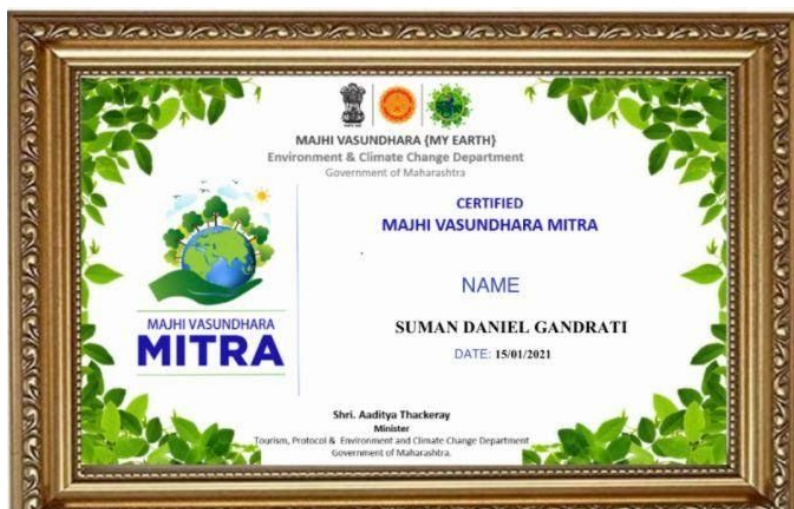 MAJHI VASUNDHARA {MY EARTH}
Environment & Climate Change Department
Government of Maharashtra
CERTIFIED
MAJHI VASUNDHARA MITRA
NAME
SUMAN DANIEL GANDRATI
DATE: 15/01/2021
MAJHI VASUNDHARA
MITRA
Shri. Aaditya Thackeray
Minister
Tourism, Protocol & Environment and Climate Change Department
Government of Maharashtra.